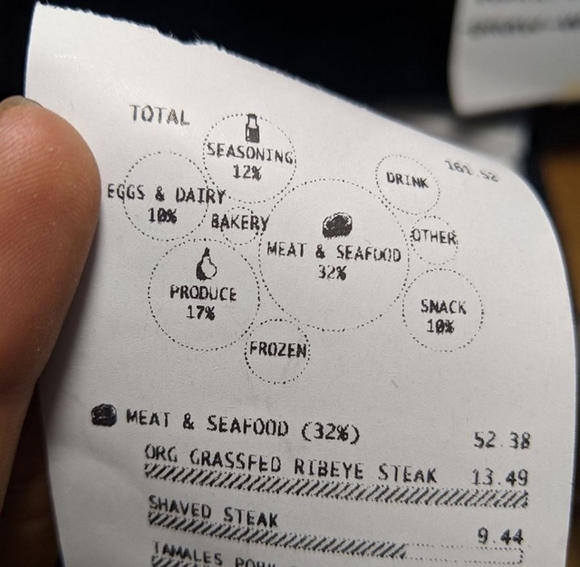 TOTAL 161.52
SEASONING
12%
DRINK
EGGS & DAIRY
10%
BAKERY
OTHER
MEAT & SEAFOOD
32%
PRODUCE
17%
SNACK
10%
FROZEN
MEAT & SEAFOOD (32%) 52.38
ORG GRASSFED RIBEYE STEAK 13.49
SHAVED STEAK 9.44
TAMALES